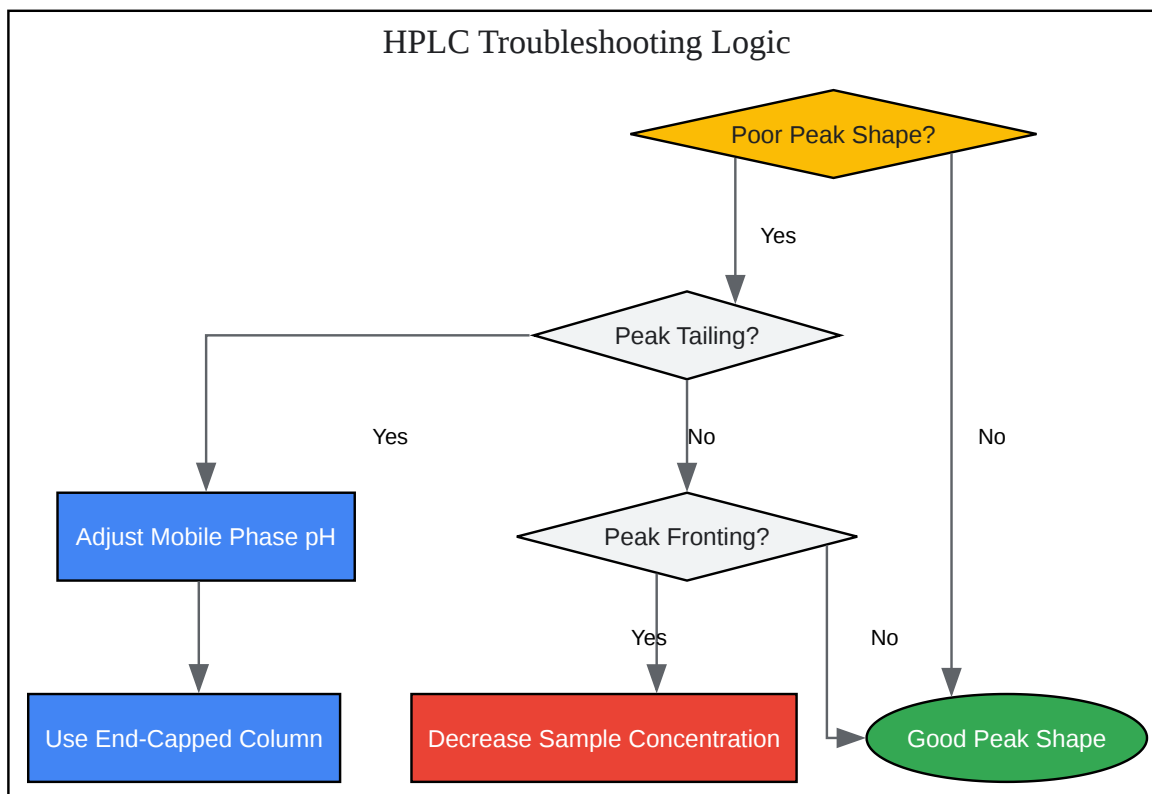 HPLC Troubleshooting Logic
Poor Peak Shape?
Yes
Peak Tailing?
Yes
No
No
Adjust Mobile Phase pH
Peak Fronting?
Yes
No
Use End-Capped Column
Decrease Sample Concentration
Good Peak Shape